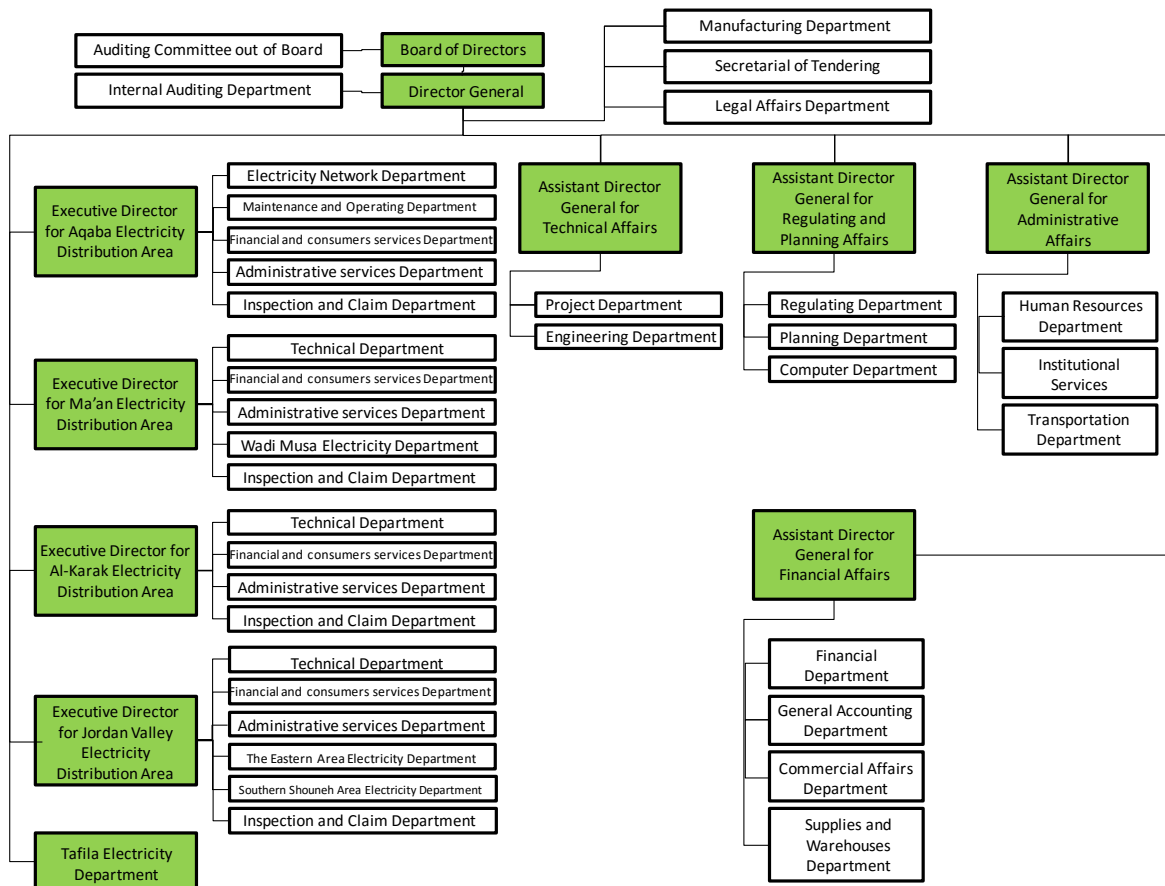 Manufacturing Department
Auditing Committee out of Board
Board of Directors
Secretarial of Tendering
Internal Auditing Department
Director General
Legal Affairs Department
Executive Director
for Aqaba Electricity
Distribution Area
Electricity Network Department
Maintenance and Operating Department
Financial and consumers services Department
Administrative services Department
Inspection and Claim Department
Executive Director
for Ma’an Electricity
Distribution Area
Technical Department
Financial and consumers services Department
Administrative services Department
Wadi Musa Electricity Department
Inspection and Claim Department
Executive Director for
Al-Karak Electricity
Distribution Area
Technical Department
Financial and consumers services Department
Administrative services Department
Inspection and Claim Department
Executive Director
for Jordan Valley
Electricity
Distribution Area
Technical Department
Financial and consumers services Department
Administrative services Department
The Eastern Area Electricity Department
Southern Shouneh Area Electricity Department
Inspection and Claim Department
Tafila Electricity
Department
Assistant Director
General for
Technical Affairs
Project Department
Engineering Department
Assistant Director
General for
Regulating and
Planning Affairs
Regulating Department
Planning Department
Computer Department
Assistant Director
General for
Administrative
Affairs
Human Resources
Department
Institutional
Services
Transportation
Department
Assistant Director
General for
Financial Affairs
Financial
Department
General Accounting
Department
Commercial Affairs
Department
Supplies and
Warehouses
Department